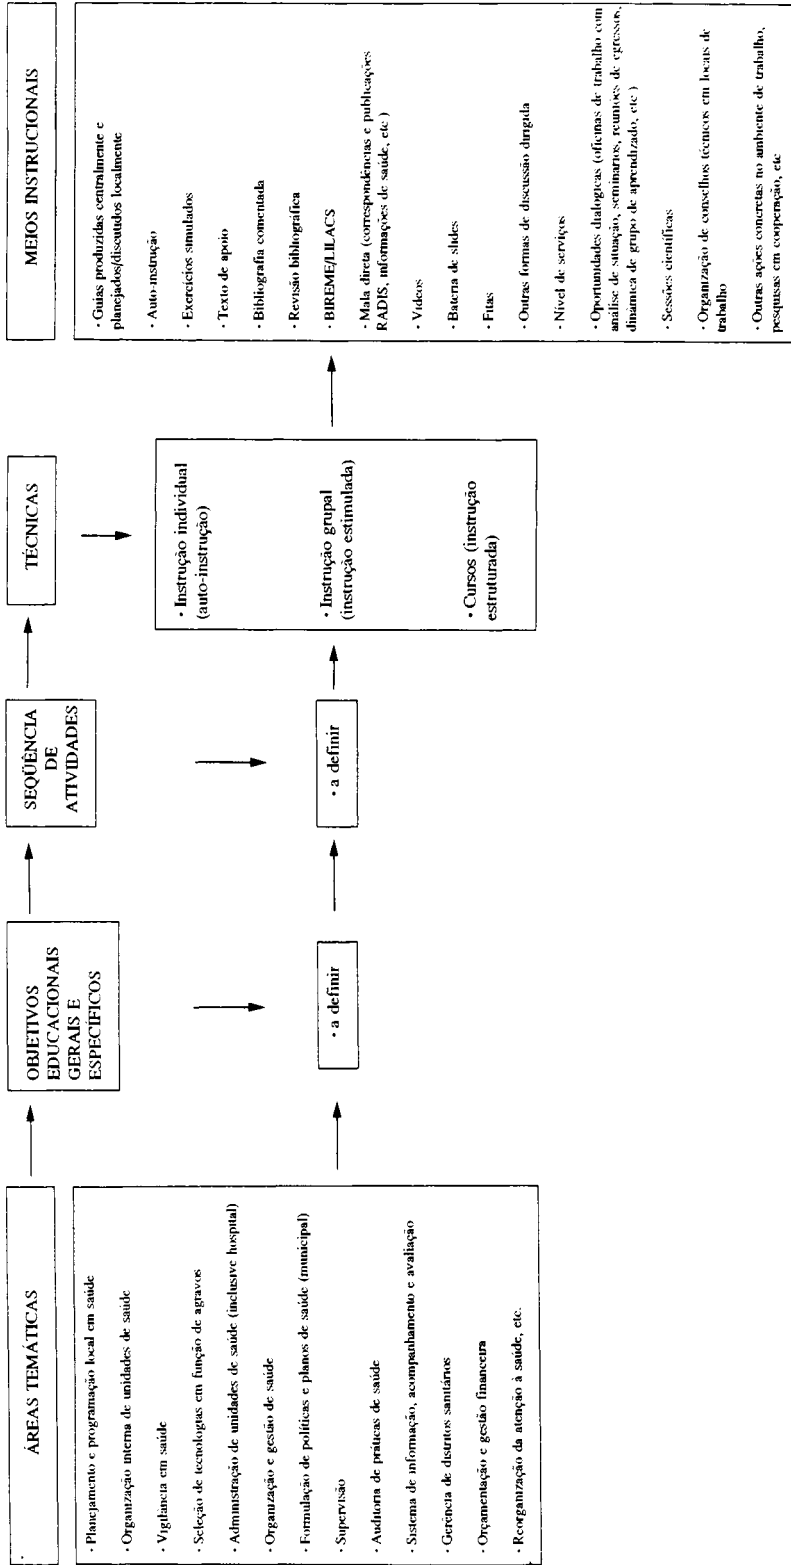 ÁREAS TEMÁTICAS
· Planejamento e programação local em saúde
· Organização interna de unidades de saúde
· Vigilância em saúde
· Seleção de tecnologias em função de agravos
· Administração de unidades de saúde (inclusive hospital)
· Organização e gestão de saúde
· Formulação de políticas e planos de saúde (municipal)
· Supervisão
· Auditoria de práticas de saúde
· Sistema de informação, acompanhamento e avaliação
· Gerência de distritos sanitários
· Orçamentação e gestão financeira
· Reorganização da atenção à saúde, etc.
OBJETIVOS
EDUCACIONAIS
GERAIS E
ESPECÍFICOS
· a definir
SEQÜÊNCIA
DE
ATIVIDADES
· a definir
TÉCNICAS
· Instrução individual
(auto-instrução)
· Instrução grupal
(instrução estimulada)
· Cursos (instrução
estruturada)
MEIOS INSTRUCIONAIS
· Guias produzidas centralmente e
planejados/discutidos localmente
· Auto-instrução
· Exercícios simulados
· Texto de apoio
· Bibliografia comentada
· Revisão bibliográfica
· BIREME/LILACS
· Mala direta (correspondências e publicações
RADIS, informações de saúde, etc )
· Vídeos
· Bateria de slides
· Fitas
· Outras formas de discussão dirigida
· Nível de serviços
· Oportunidades dialógicas (oficinas de trabalho com
análise de situação, seminários, reuniões de egressos,
dinâmica de grupo de aprendizado, etc )
· Sessões científicas
· Organização de conselhos técnicos em locais de
trabalho
· Outras ações concretas no ambiente de trabalho,
pesquisas em cooperação, etc